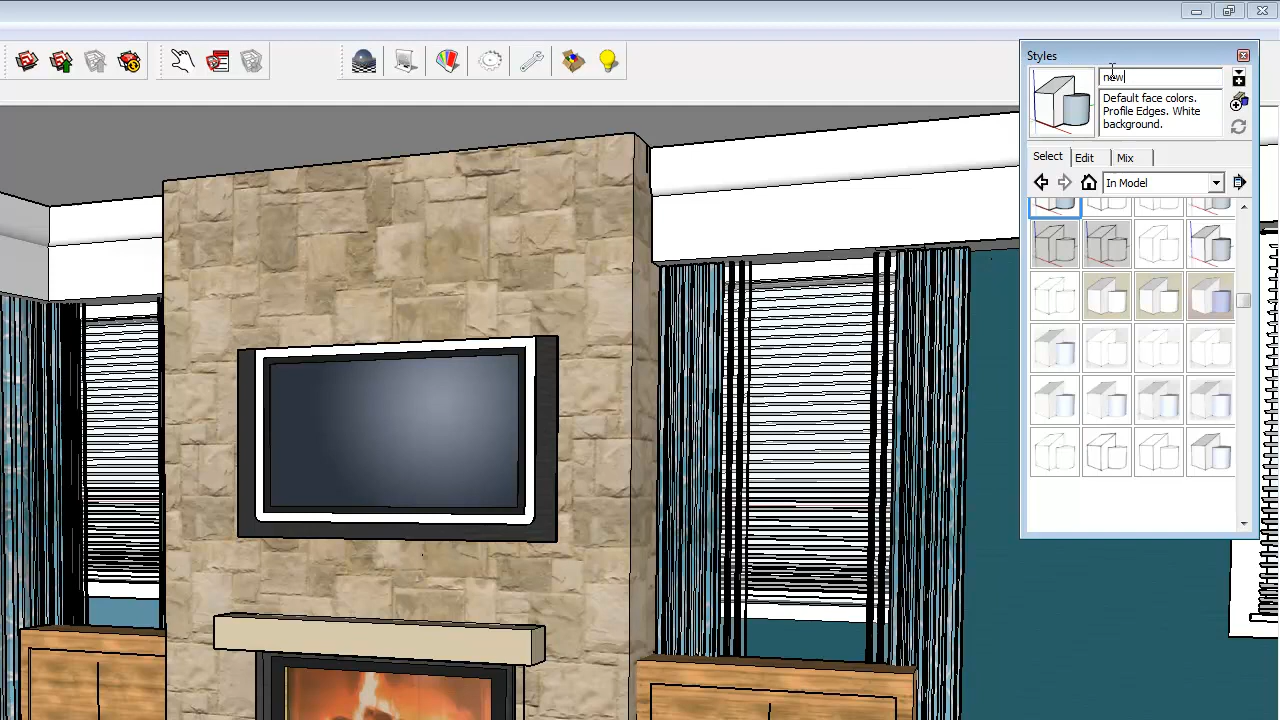 Styles
new
Default face colors.
Profile Edges. White
background.
Select
Edit
Mix
In Model